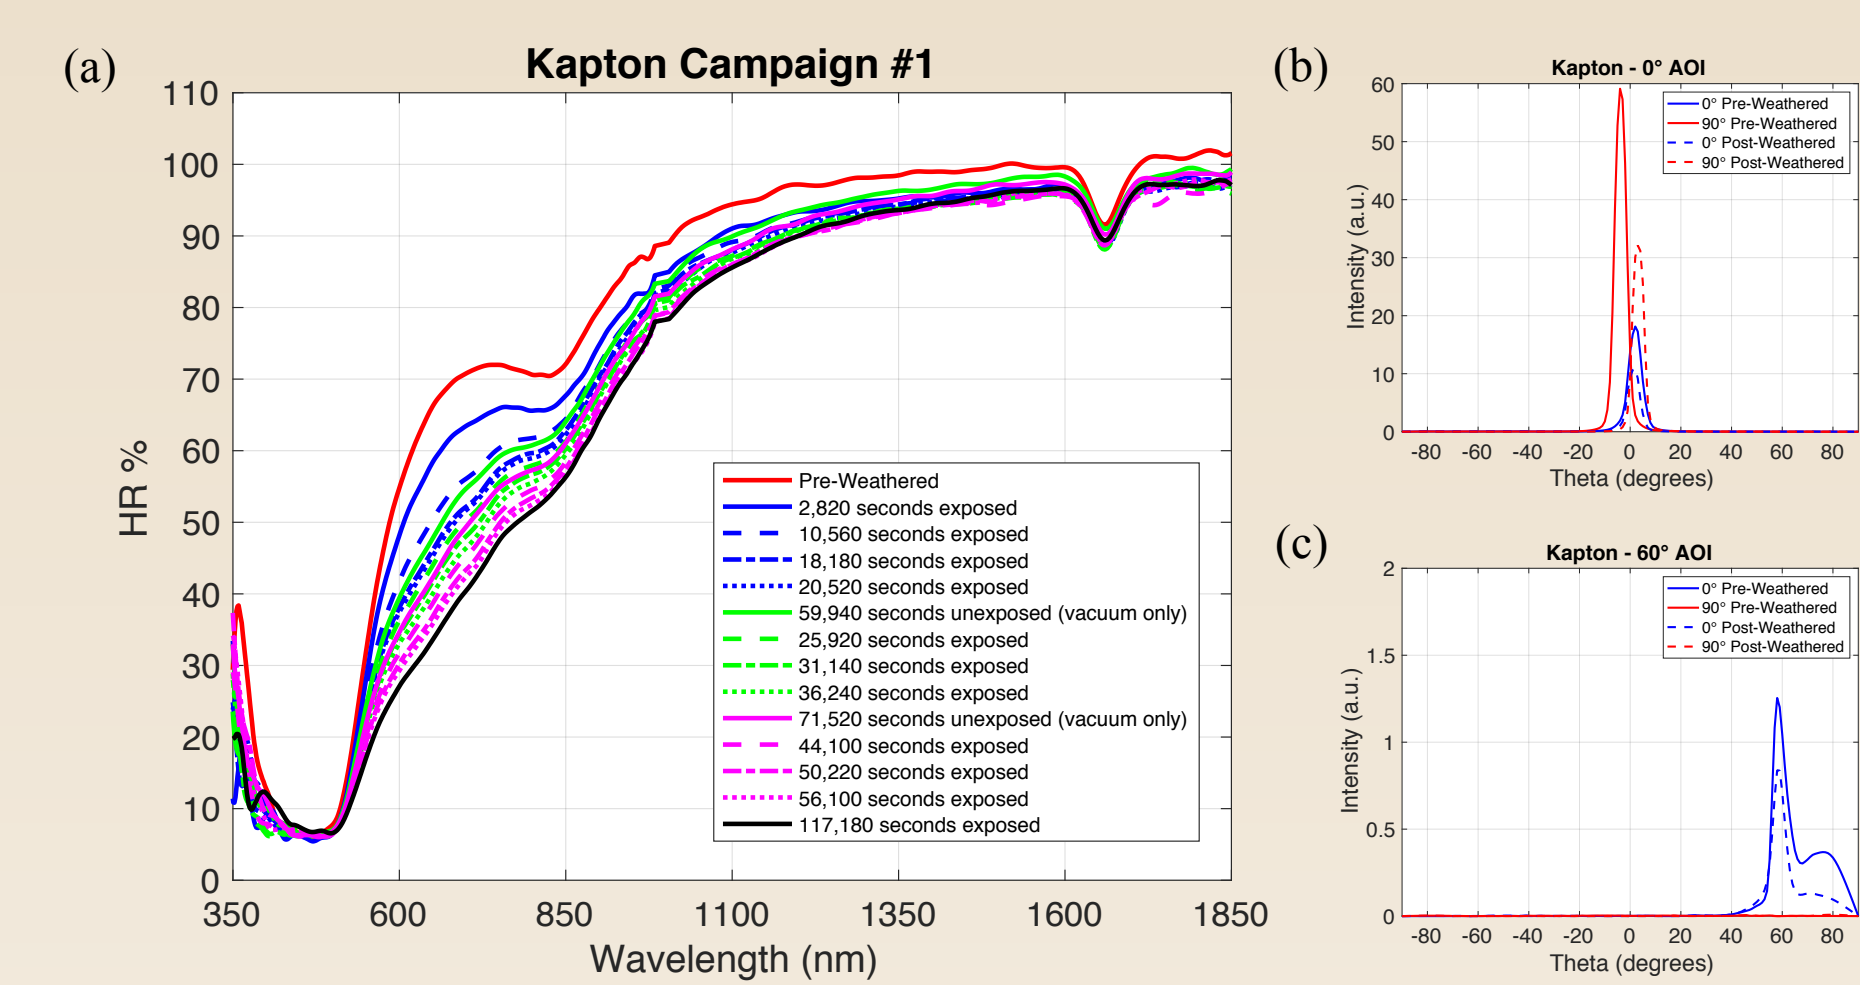 (a)
Kapton Campaign #1
110
100
90
80
70
60
50
40
30
20
10
0
HR %
350 600 850 1100 1350 1600 1850
Wavelength (nm)
Pre-Weathered
2,820 seconds exposed
10,560 seconds exposed
18,180 seconds exposed
20,520 seconds exposed
59,940 seconds unexposed (vacuum only)
25,920 seconds exposed
31,140 seconds exposed
36,240 seconds exposed
71,520 seconds unexposed (vacuum only)
44,100 seconds exposed
50,220 seconds exposed
56,100 seconds exposed
117,180 seconds exposed
(b)
Kapton - 0° AOI
60
50
40
30
20
10
0
Intensity (a.u.)
-80 -60 -40 -20 0 20 40 60 80
Theta (degrees)
0° Pre-Weathered
90° Pre-Weathered
0° Post-Weathered
90° Post-Weathered
(c)
Kapton - 60° AOI
2
1.5
1
0.5
0
Intensity (a.u.)
-80 -60 -40 -20 0 20 40 60 80
Theta (degrees)
0° Pre-Weathered
90° Pre-Weathered
0° Post-Weathered
90° Post-Weathered